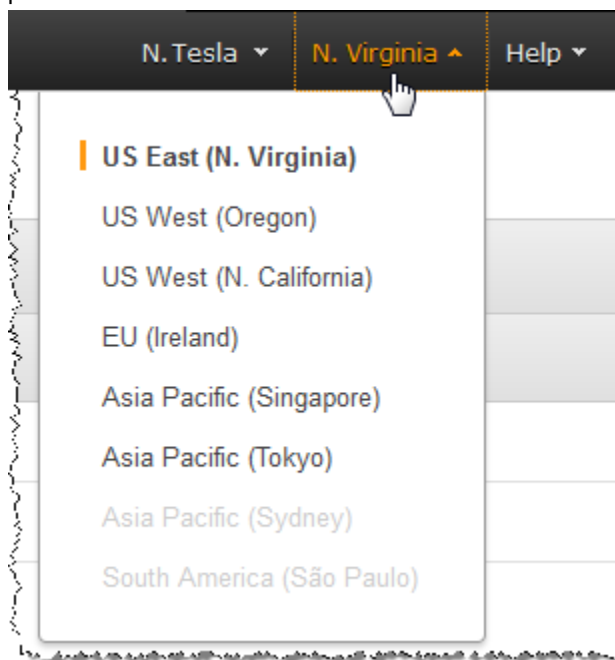 N. Tesla N. Virginia Help
US East (N. Virginia)
US West (Oregon)
US West (N. California)
EU (Ireland)
Asia Pacific (Singapore)
Asia Pacific (Tokyo)
Asia Pacific (Sydney)
South America (São Paulo)